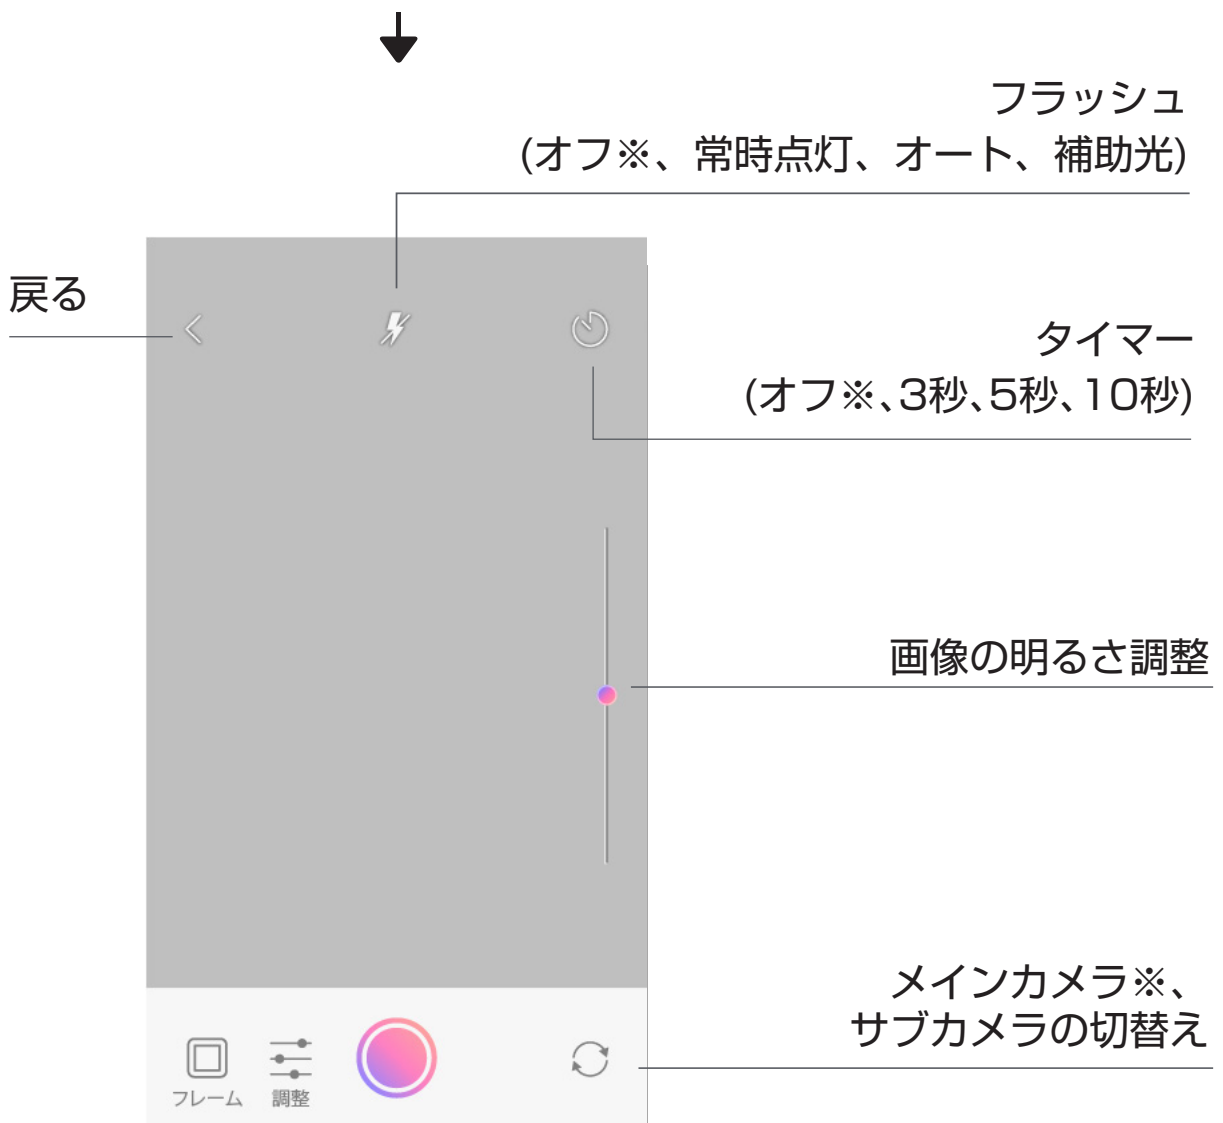 フラッシュ
(オフ※、常時点灯、オート、補助光)
戻る
タイマー
(オフ※、3秒、5秒、10秒)
画像の明るさ調整
メインカメラ※、
サブカメラの切替え
フレーム
調整